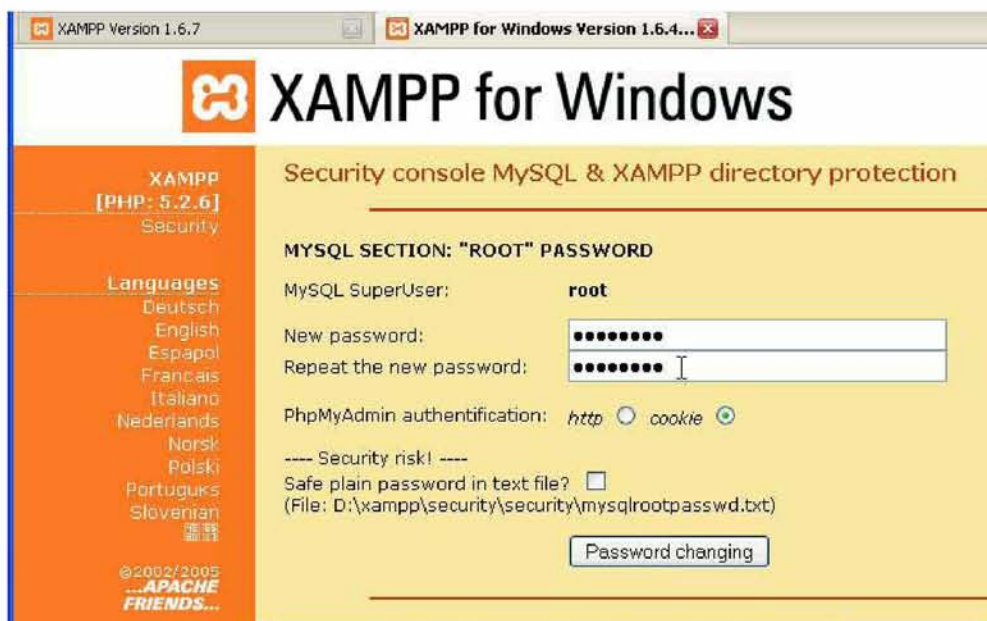 XAMPP Version 1.6.7
XAMPP for Windows Version 1.6.4...
XAMPP for Windows
XAMPP
[PHP: 5.2.6]
Security
Languages
Deutsch
English
Espapol
Francais
Italiano
Nederlands
Norsk
Polski
Portuguкs
Slovenian
©2002/2005
...APACHE
FRIENDS...
Security console MySQL & XAMPP directory protection
MYSQL SECTION: "ROOT" PASSWORD
MySQL SuperUser: root
New password: ●●●●●●●●
Repeat the new password: ●●●●●●●●
PhpMyAdmin authentification: http cookie
---- Security risk! ----
Safe plain password in text file?
(File: D:\xampp\security\security\mysqlrootpasswd.txt)
Password changing